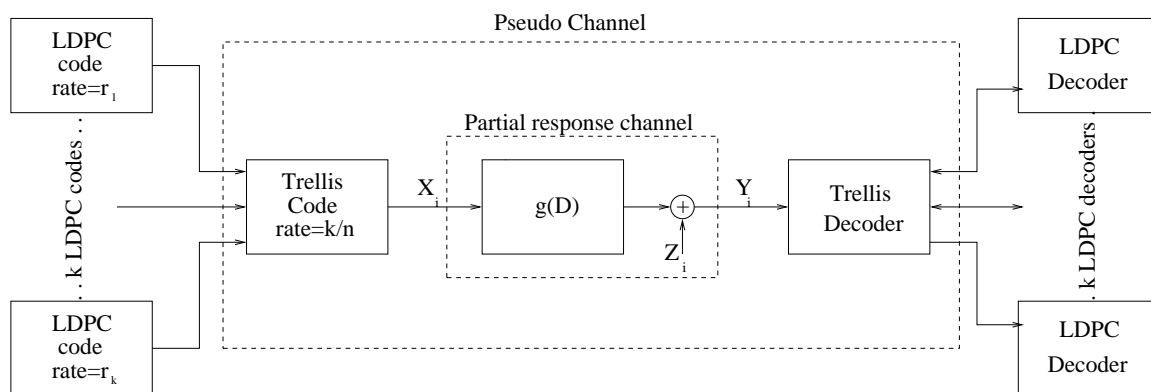 Pseudo Channel
LDPC
code
rate=r1
LDPC
Decoder
Partial response channel
. . k LDPC codes . . .
Trellis
Code
rate=k/n
Xi
g(D)
+
Zi
Yi
Trellis
Decoder
. . k LDPC decoders . .
LDPC
code
rate=rk
LDPC
Decoder